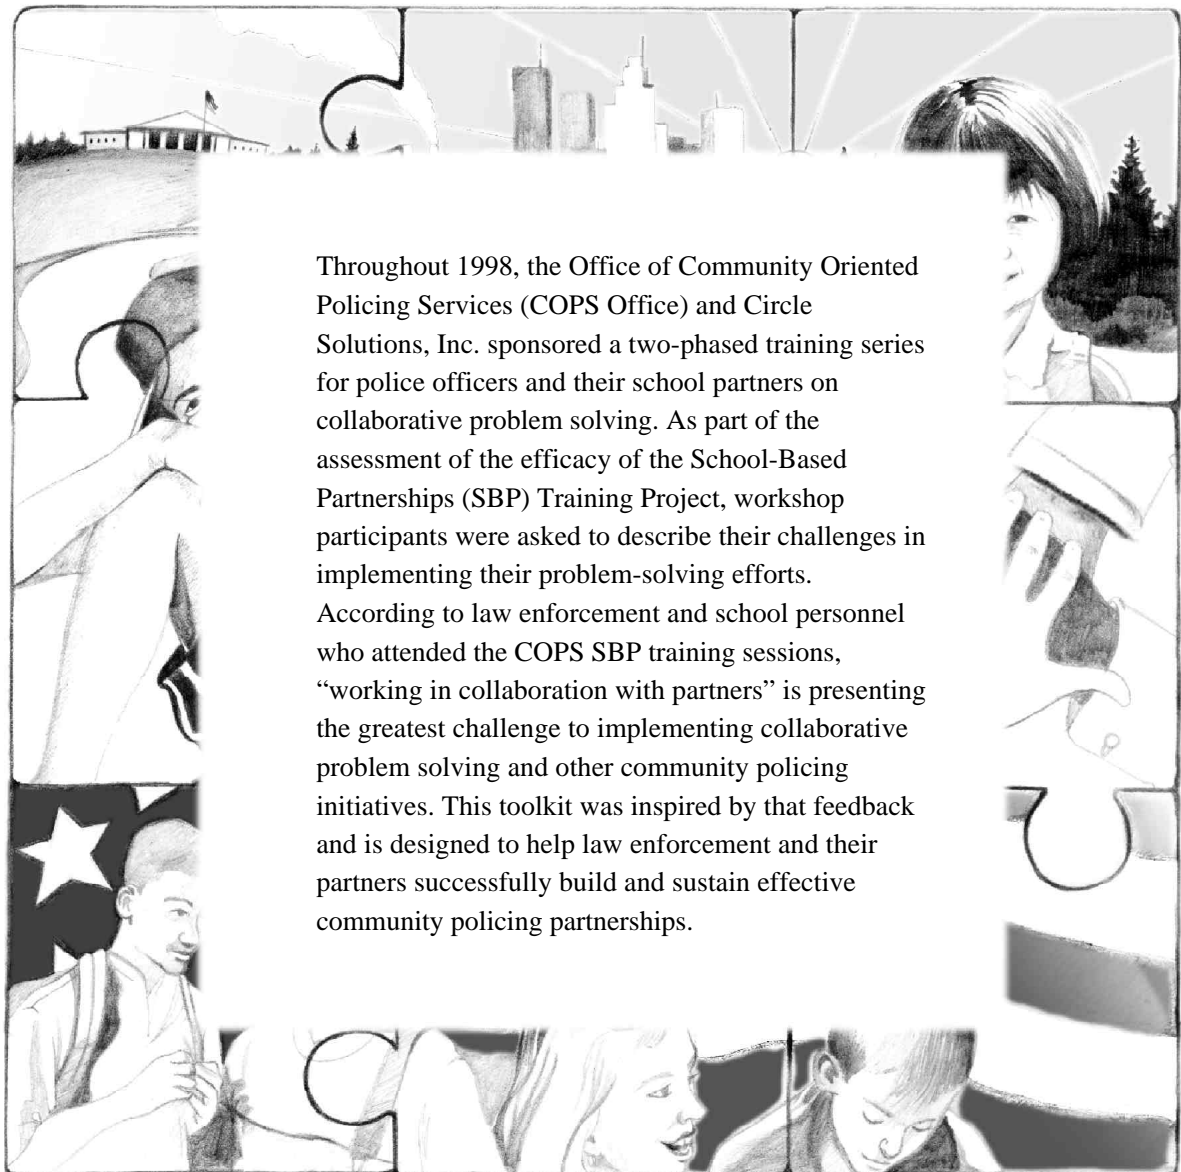 Throughout 1998, the Office of Community Oriented
Policing Services (COPS Office) and Circle
Solutions, Inc. sponsored a two-phased training series
for police officers and their school partners on
collaborative problem solving. As part of the
assessment of the efficacy of the School-Based
Partnerships (SBP) Training Project, workshop
participants were asked to describe their challenges in
implementing their problem-solving efforts.
According to law enforcement and school personnel
who attended the COPS SBP training sessions,
“working in collaboration with partners” is presenting
the greatest challenge to implementing collaborative
problem solving and other community policing
initiatives. This toolkit was inspired by that feedback
and is designed to help law enforcement and their
partners successfully build and sustain effective
community policing partnerships.